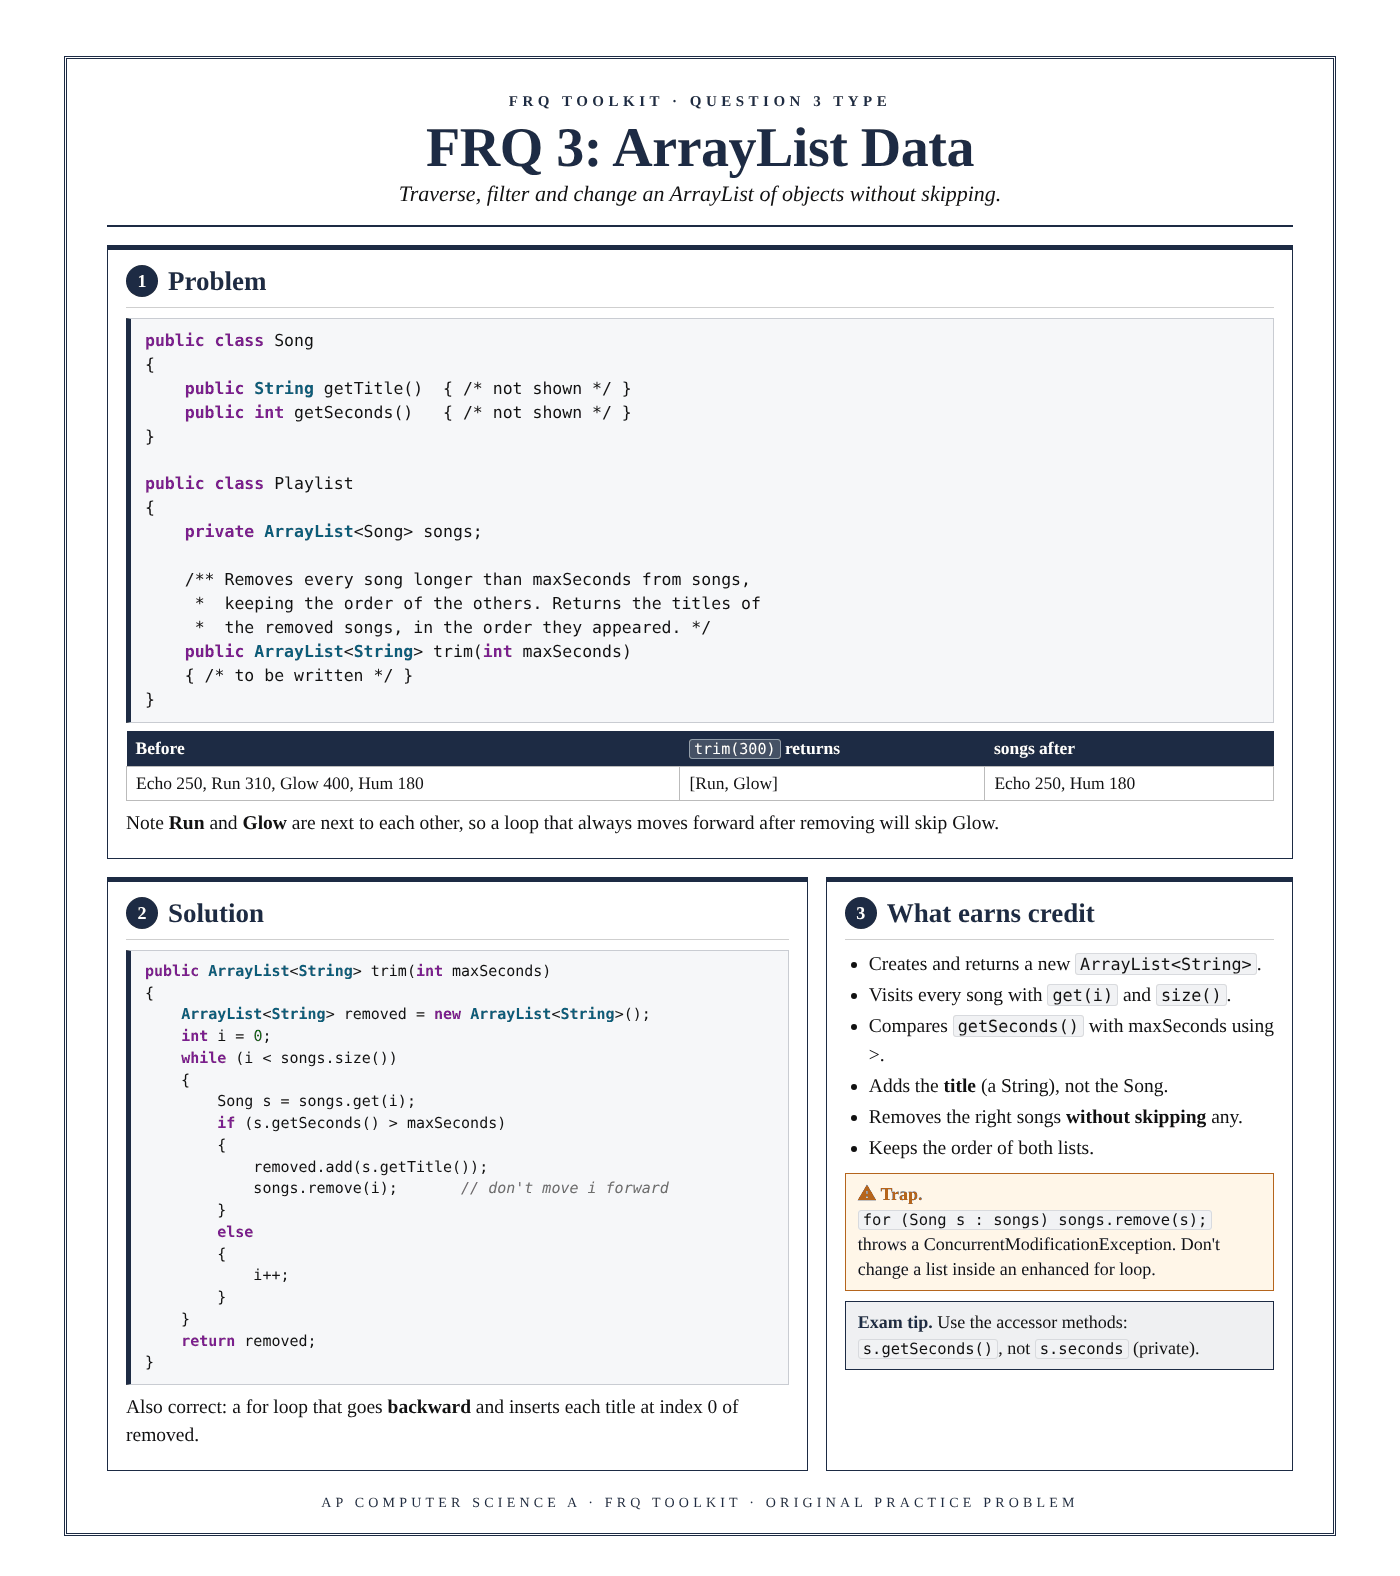 FRQ TOOLKIT · QUESTION 3 TYPE
FRQ 3: ArrayList Data
Traverse, filter and change an ArrayList of objects without skipping.
1 Problem
public class Song
{
    public String getTitle()  { /* not shown */ }
    public int getSeconds()   { /* not shown */ }
}
public class Playlist
{
    private ArrayList<Song> songs;
    /** Removes every song longer than maxSeconds from songs,
     *  keeping the order of the others. Returns the titles of
     *  the removed songs, in the order they appeared. */
    public ArrayList<String> trim(int maxSeconds)
    { /* to be written */ }
}
Before trim(300) returns songs after
Echo 250, Run 310, Glow 400, Hum 180 [Run, Glow] Echo 250, Hum 180
Note Run and Glow are next to each other, so a loop that always moves forward after removing will skip Glow.
2 Solution
public ArrayList<String> trim(int maxSeconds)
{
    ArrayList<String> removed = new ArrayList<String>();
    int i = 0;
    while (i < songs.size())
    {
        Song s = songs.get(i);
        if (s.getSeconds() > maxSeconds)
        {
            removed.add(s.getTitle());
            songs.remove(i);       // don't move i forward
        }
        else
        {
            i++;
        }
    }
    return removed;
}
Also correct: a for loop that goes backward and inserts each title at index 0 of
removed.
3 What earns credit
• Creates and returns a new ArrayList<String>.
• Visits every song with get(i) and size().
• Compares getSeconds() with maxSeconds using
>.
• Adds the title (a String), not the Song.
• Removes the right songs without skipping any.
• Keeps the order of both lists.
⚠ Trap.
for (Song s : songs) songs.remove(s);
throws a ConcurrentModificationException. Don't
change a list inside an enhanced for loop.
Exam tip. Use the accessor methods:
s.getSeconds(), not s.seconds (private).
AP COMPUTER SCIENCE A · FRQ TOOLKIT · ORIGINAL PRACTICE PROBLEM